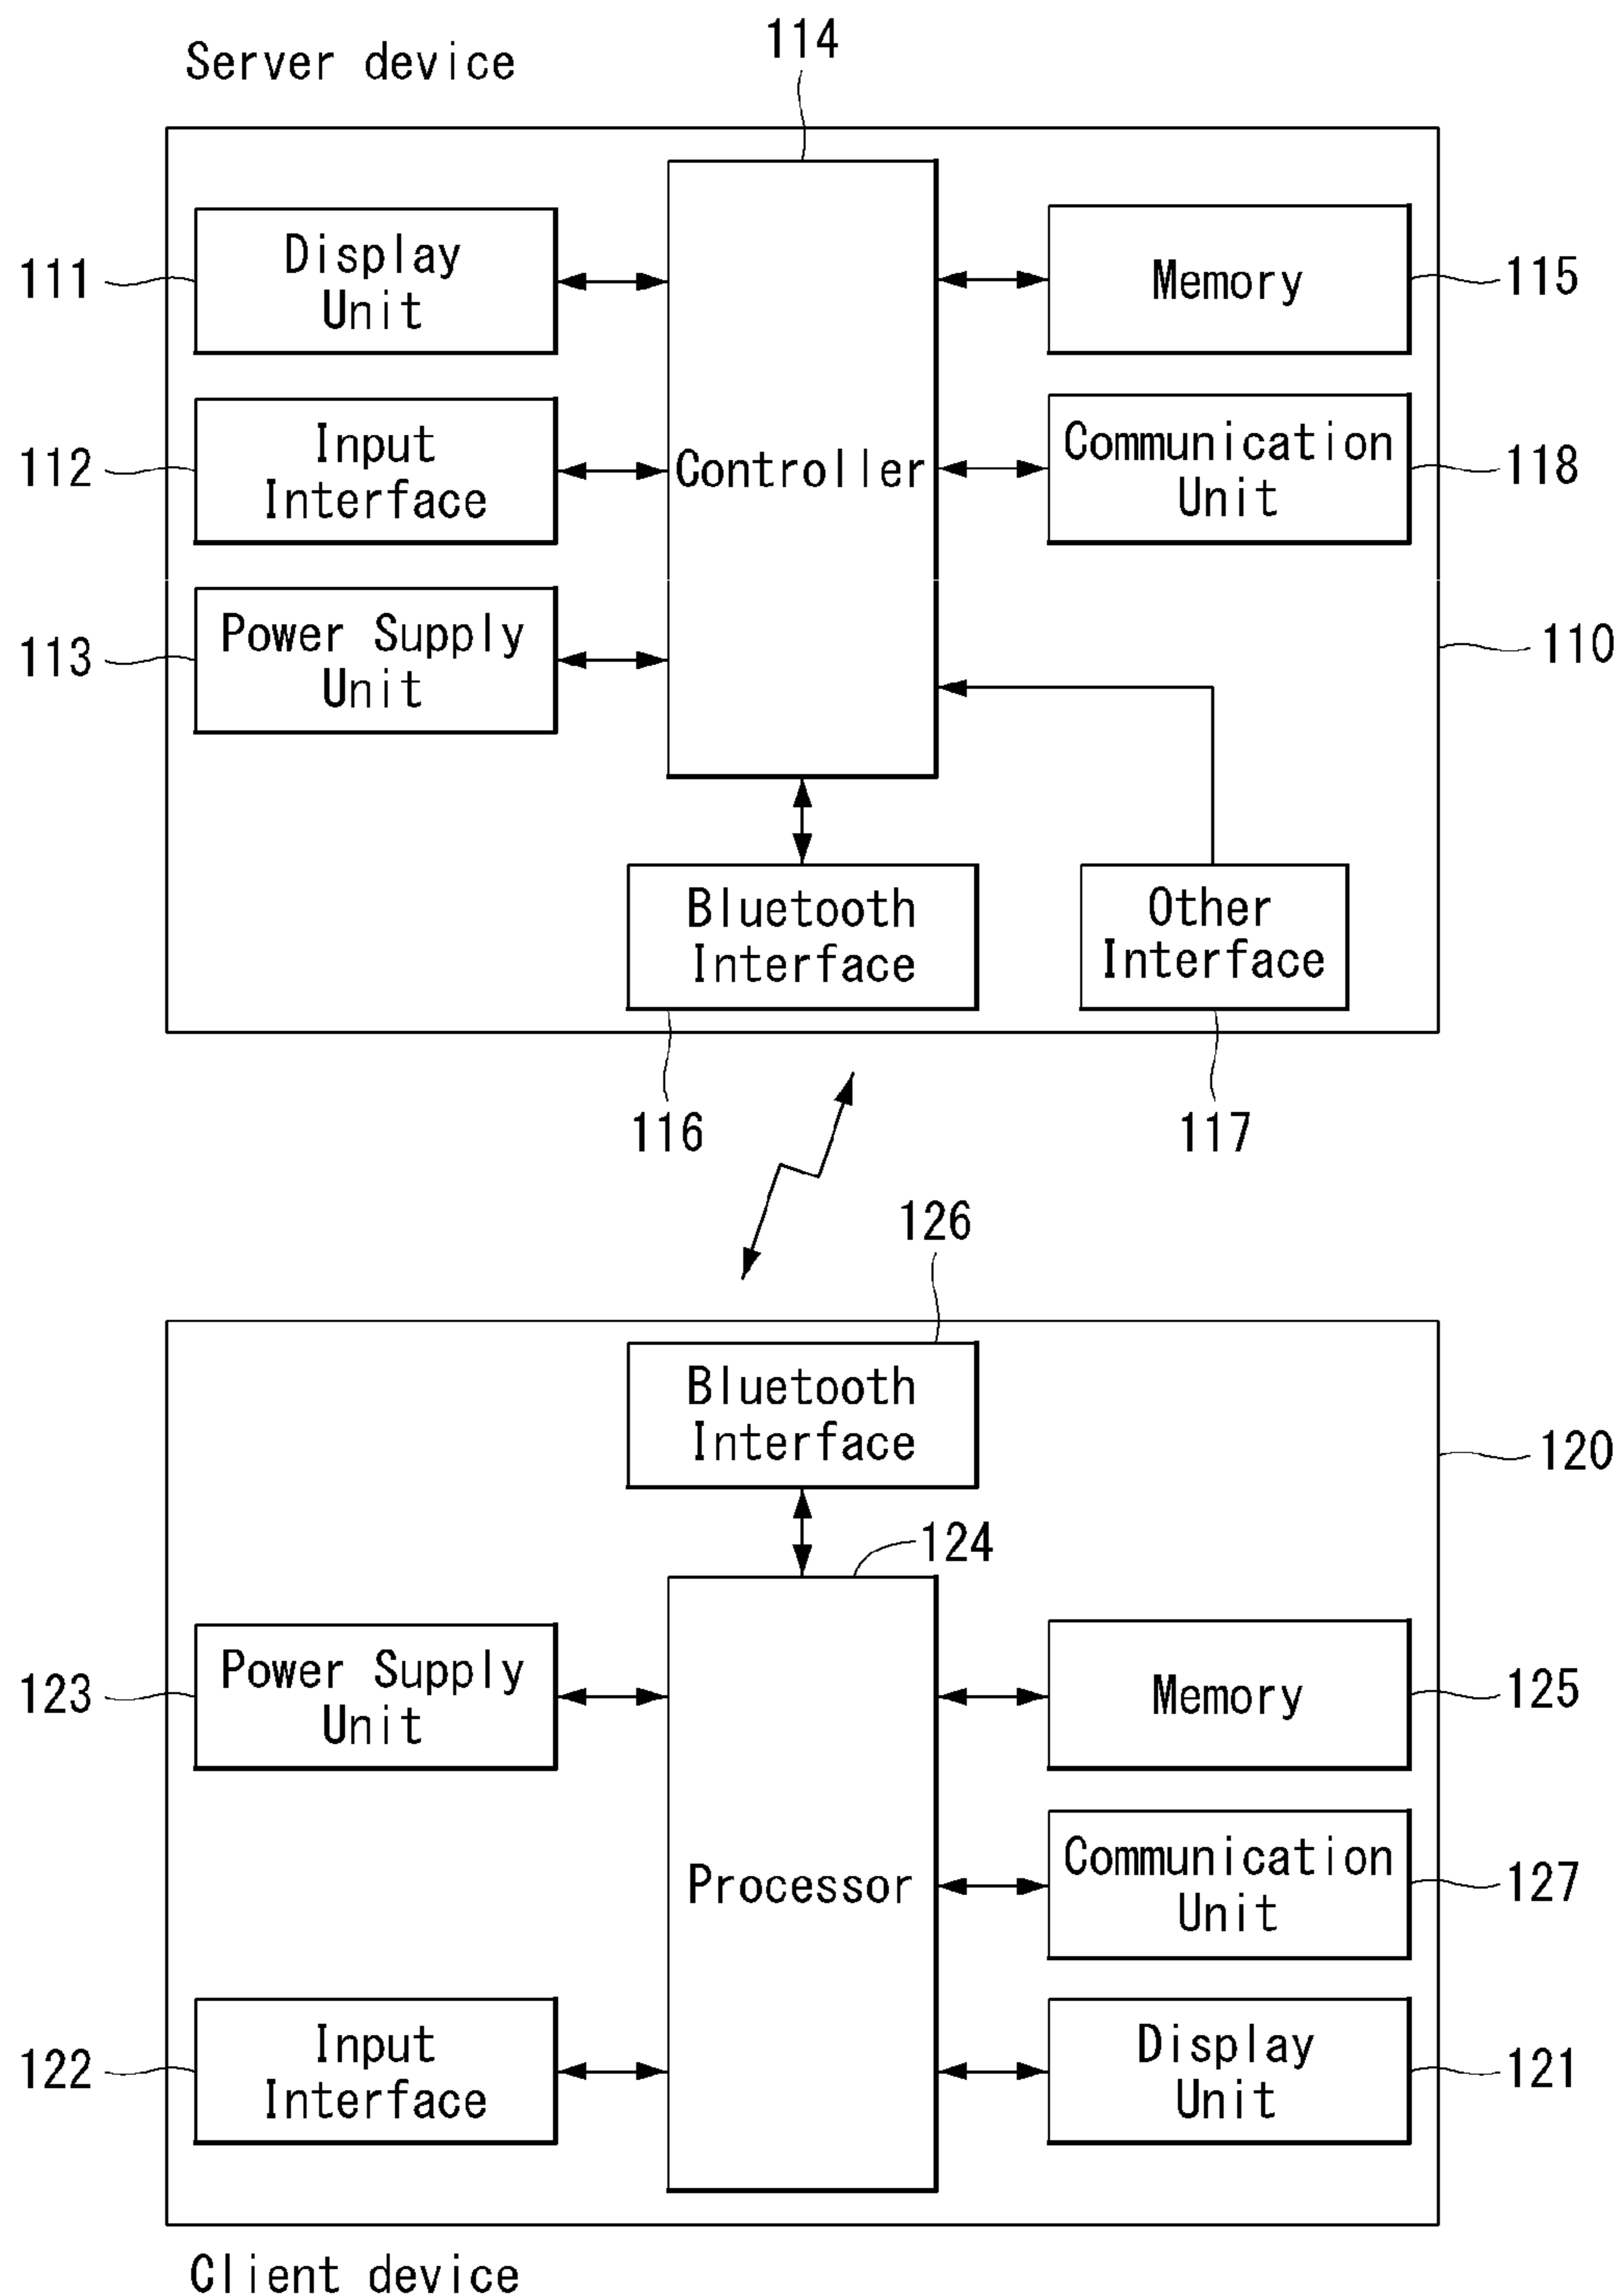 Server device
114
111
Display
Unit
Memory
115
112
Input
Interface
Controller
Communication
Unit
118
113
Power Supply
Unit
110
Bluetooth
Interface
Other
Interface
116
117
126
Bluetooth
Interface
120
124
123
Power Supply
Unit
Memory
125
Processor
Communication
Unit
127
122
Input
Interface
Display
Unit
121
Client device